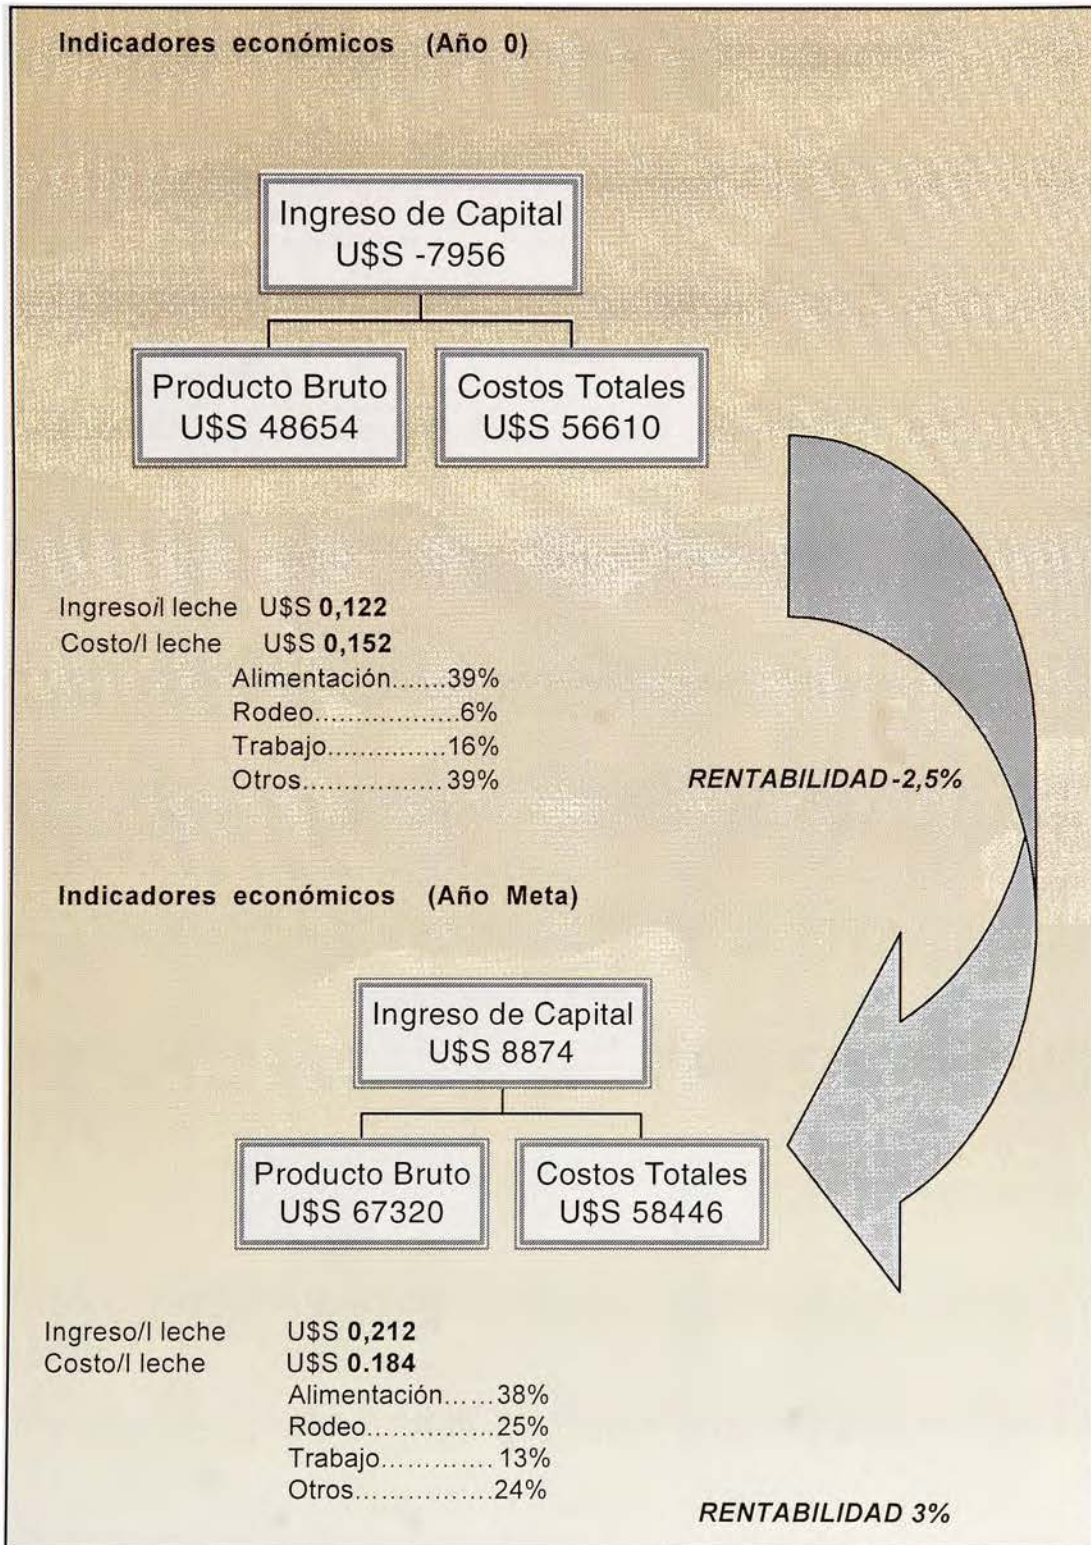 Indicadores económicos (Año 0)
Ingreso de Capital
U$S -7956
Producto Bruto
U$S 48654
Costos Totales
U$S 56610
Ingreso/l leche U$S 0,122
Costo/l leche U$S 0,152
Alimentación.......39%
Rodeo..................6%
Trabajo...............16%
Otros..................39%
RENTABILIDAD -2,5%
Indicadores económicos (Año Meta)
Ingreso de Capital
U$S 8874
Producto Bruto
U$S 67320
Costos Totales
U$S 58446
Ingreso/l leche U$S 0,212
Costo/l leche U$S 0.184
Alimentación......38%
Rodeo................25%
Trabajo............. 13%
Otros.................24%
RENTABILIDAD 3%